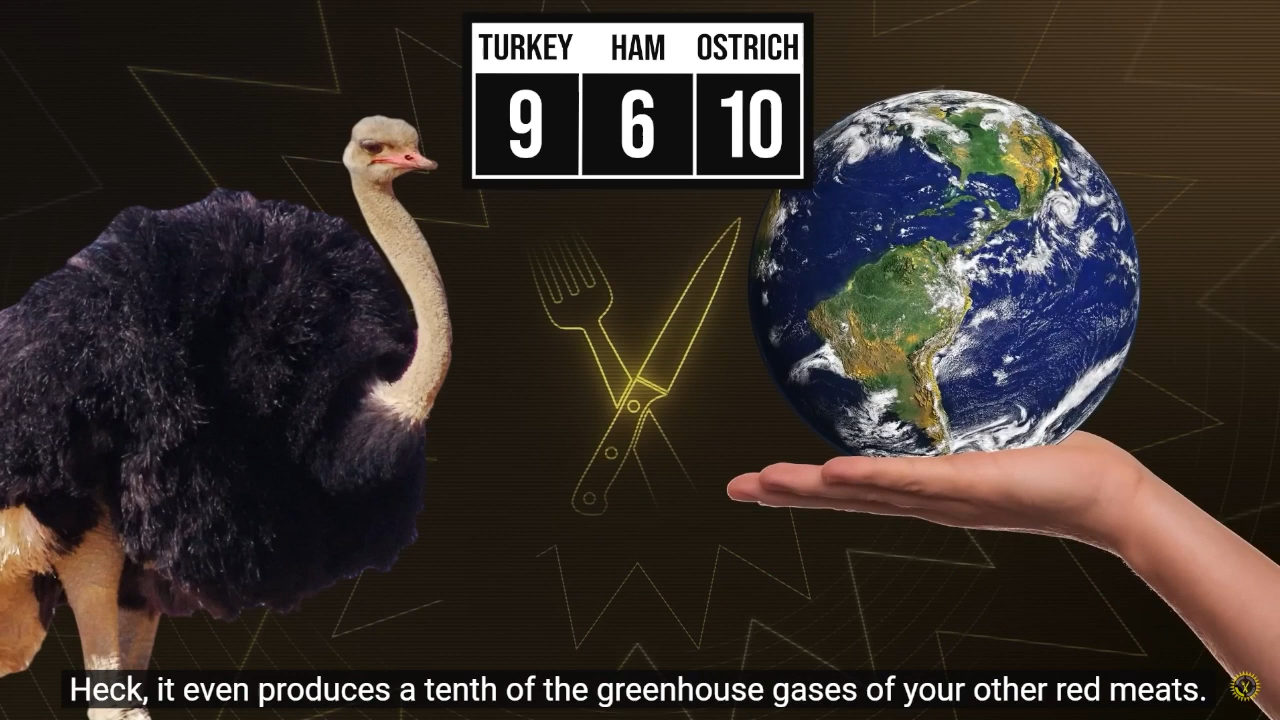 TURKEY HAM OSTRICH
9 6 10
Heck, it even produces a tenth of the greenhouse gases of your other red meats.